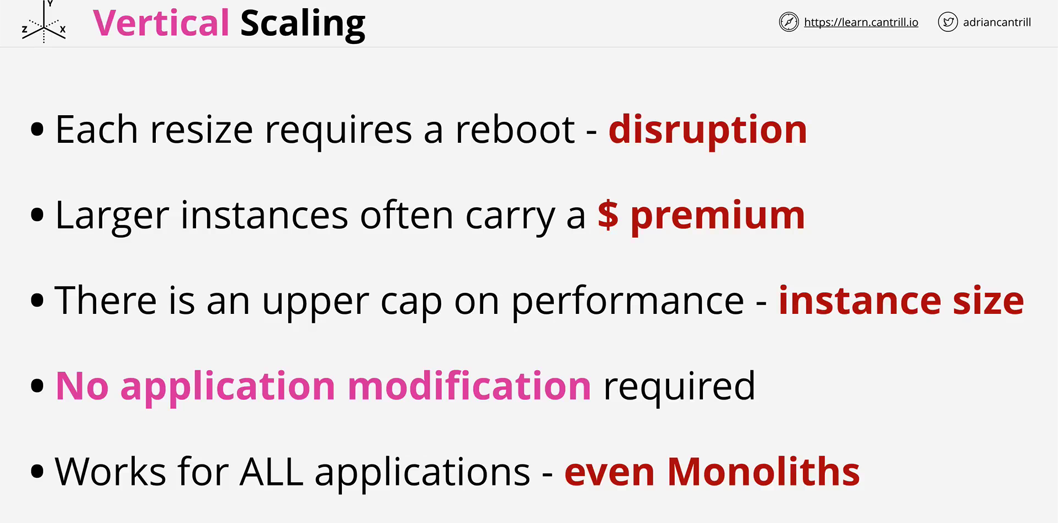 Y
Z X
Vertical Scaling
https://learn.cantrill.io
adriancantrill
• Each resize requires a reboot - disruption
• Larger instances often carry a $ premium
• There is an upper cap on performance - instance size
• No application modification required
• Works for ALL applications - even Monoliths